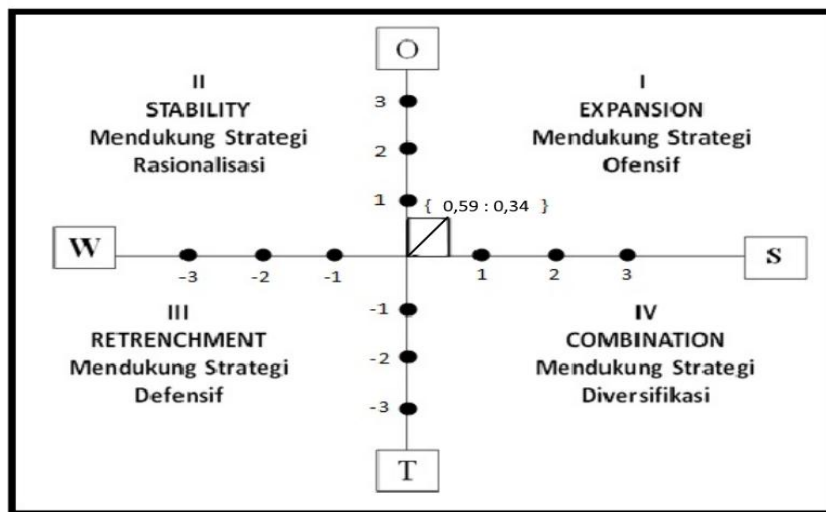 O
II
STABILITY
Mendukung Strategi
Rasionalisasi
I
EXPANSION
Mendukung Strategi
Ofensif
3
2
1
{ 0,59 : 0,34 }
W
-3
-2
-1
1
2
3
S
-1
-2
-3
III
RETRENCHMENT
Mendukung Strategi
Defensif
IV
COMBINATION
Mendukung Strategi
Diversifikasi
T